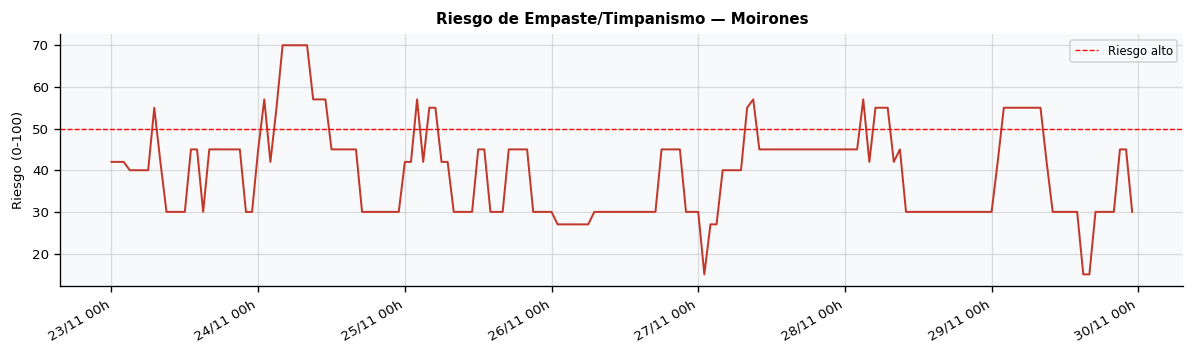 Riesgo de Empaste/Timpanismo — Moirones
Riesgo alto
Riesgo (0-100)
70
60
50
40
30
20
23/11 00h
24/11 00h
25/11 00h
26/11 00h
27/11 00h
28/11 00h
29/11 00h
30/11 00h